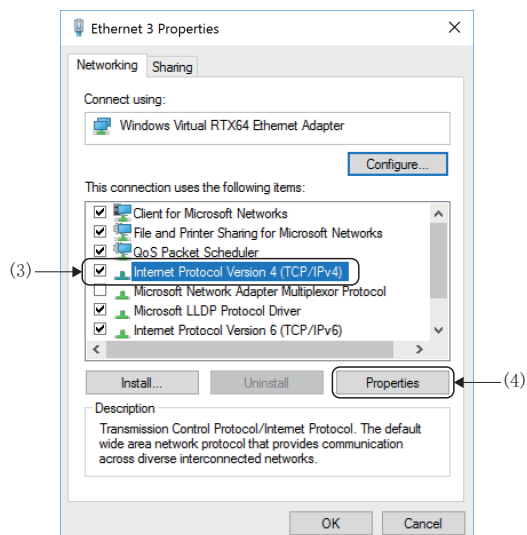 Ethernet 3 Properties
Networking Sharing
Connect using:
Windows Virtual RTX64 Ethernet Adapter
Configure...
This connection uses the following items:
Client for Microsoft Networks
File and Printer Sharing for Microsoft Networks
QoS Packet Scheduler
(3)
Internet Protocol Version 4 (TCP/IPv4)
Microsoft Network Adapter Multiplexor Protocol
Microsoft LLDP Protocol Driver
Internet Protocol Version 6 (TCP/IPv6)
Install... Uninstall Properties
(4)
Description
Transmission Control Protocol/Internet Protocol. The default
wide area network protocol that provides communication
across diverse interconnected networks.
OK Cancel